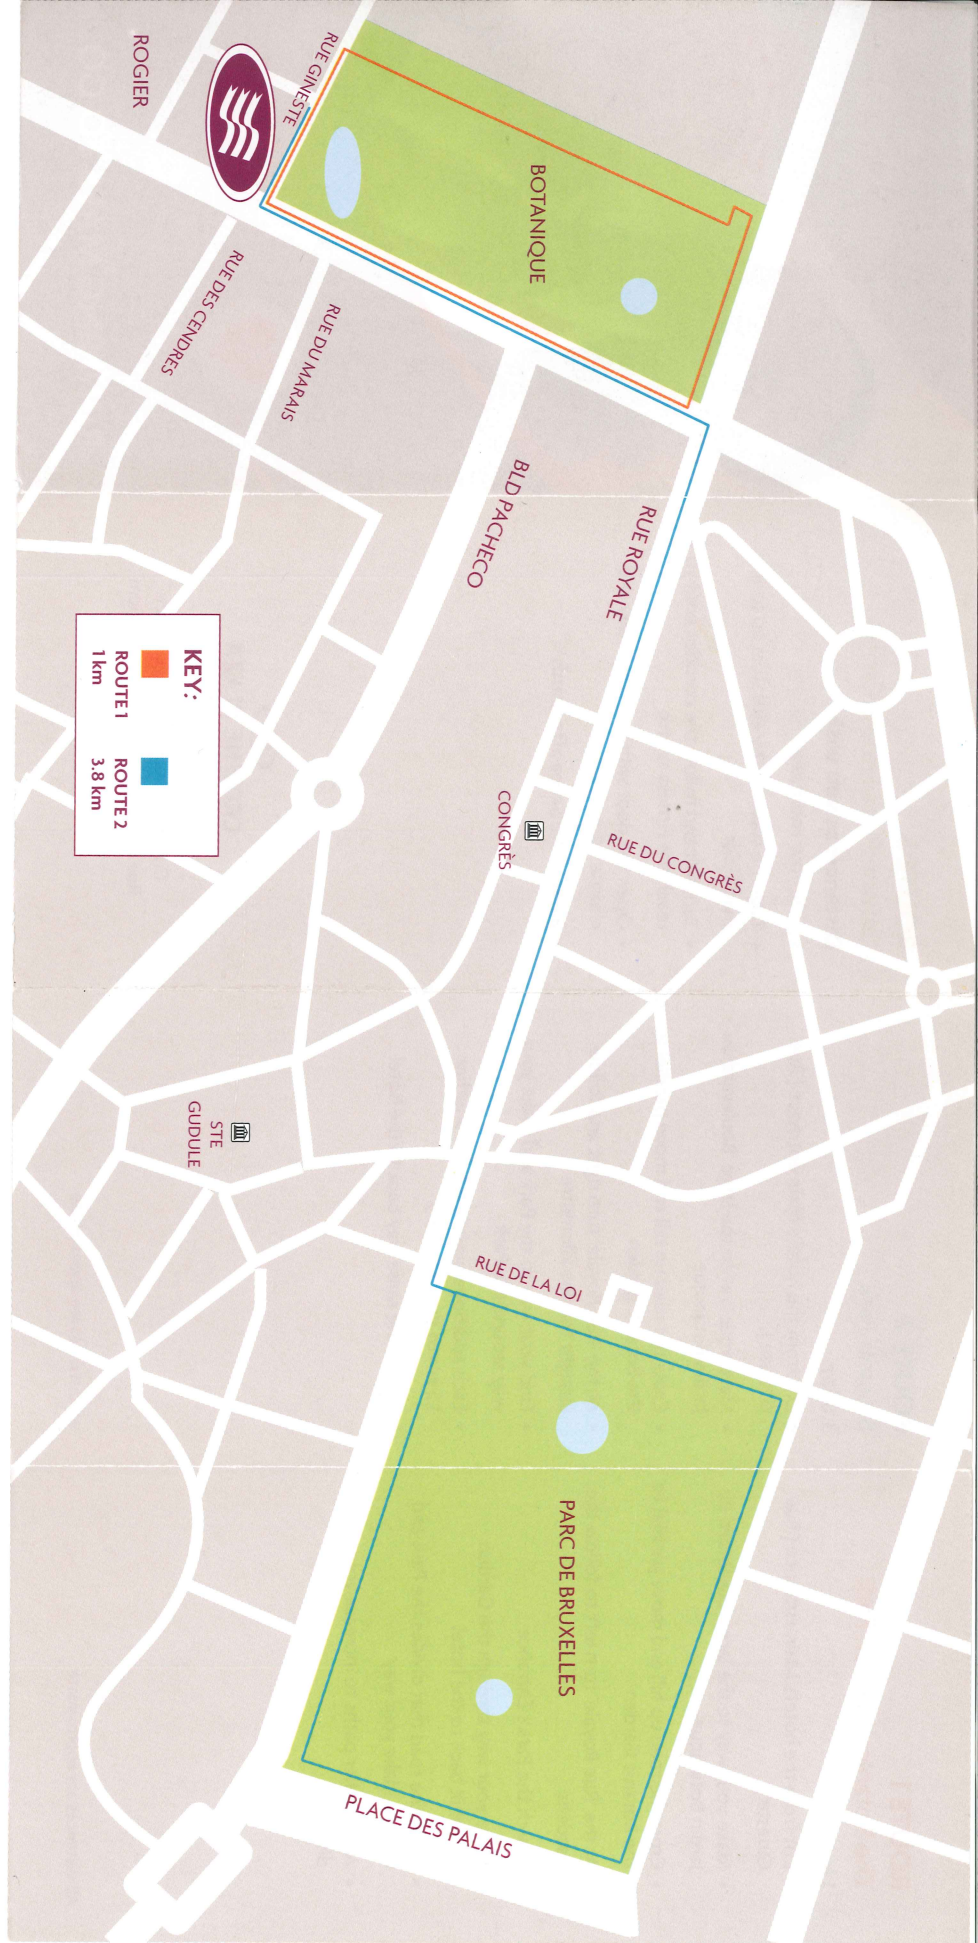 ROGIER
RUE GINESTE
BOTANIQUE
RUE DES CENDRES
RUE DU MARAIS
BLD PACHECO
RUE ROYALE
KEY:
ROUTE 1
1 km
ROUTE 2
3.8 km
CONGRÈS
RUE DU CONGRÈS
STE
GUDULE
RUE DE LA LOI
PARC DE BRUXELLES
PLACE DES PALAIS